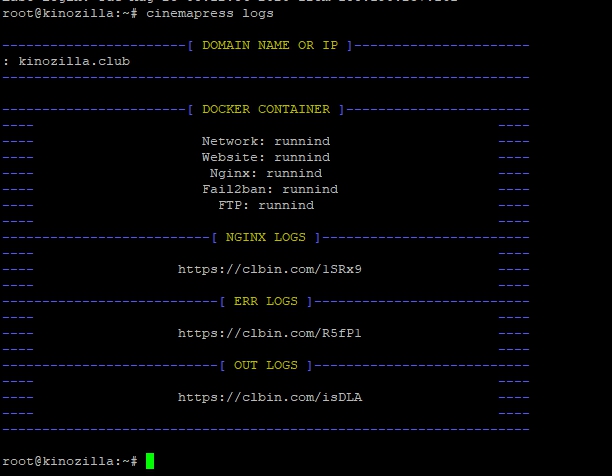 root@kinozilla:~# cinemapress logs
-----------------------[ DOMAIN NAME OR IP ]----------------------
: kinozilla.club
------------------------------------------------------------------
-----------------------[ DOCKER CONTAINER ]-----------------------
---- ----
Network: runnind
Website: runnind
Nginx: runnind
Fail2ban: runnind
FTP: runnind
---- ----
--------------------------[ NGINX LOGS ]--------------------------
---- ----
https://clbin.com/1SRx9
---- ----
---------------------------[ ERR LOGS ]---------------------------
---- ----
https://clbin.com/R5fP1
---- ----
---------------------------[ OUT LOGS ]---------------------------
---- ----
https://clbin.com/isDLA
---- ----
------------------------------------------------------------------
root@kinozilla:~#